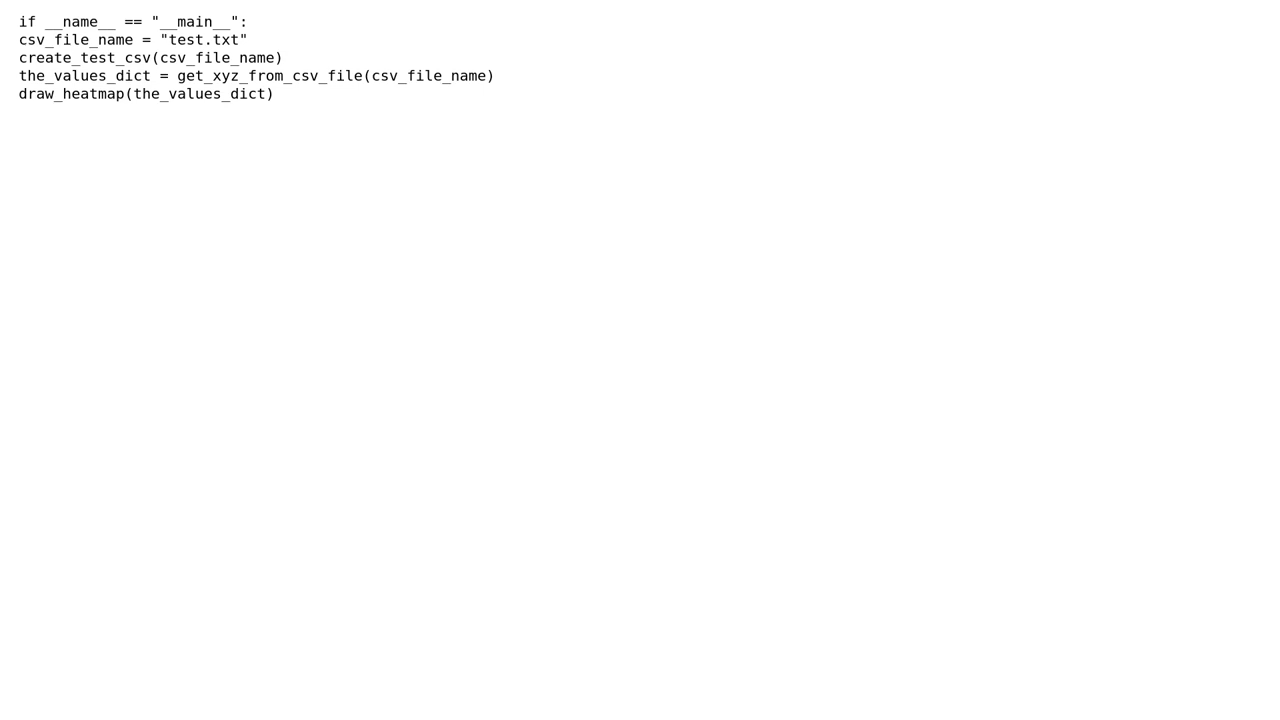 if __name__ == "__main__":
csv_file_name = "test.txt"
create_test_csv(csv_file_name)
the_values_dict = get_xyz_from_csv_file(csv_file_name)
draw_heatmap(the_values_dict)